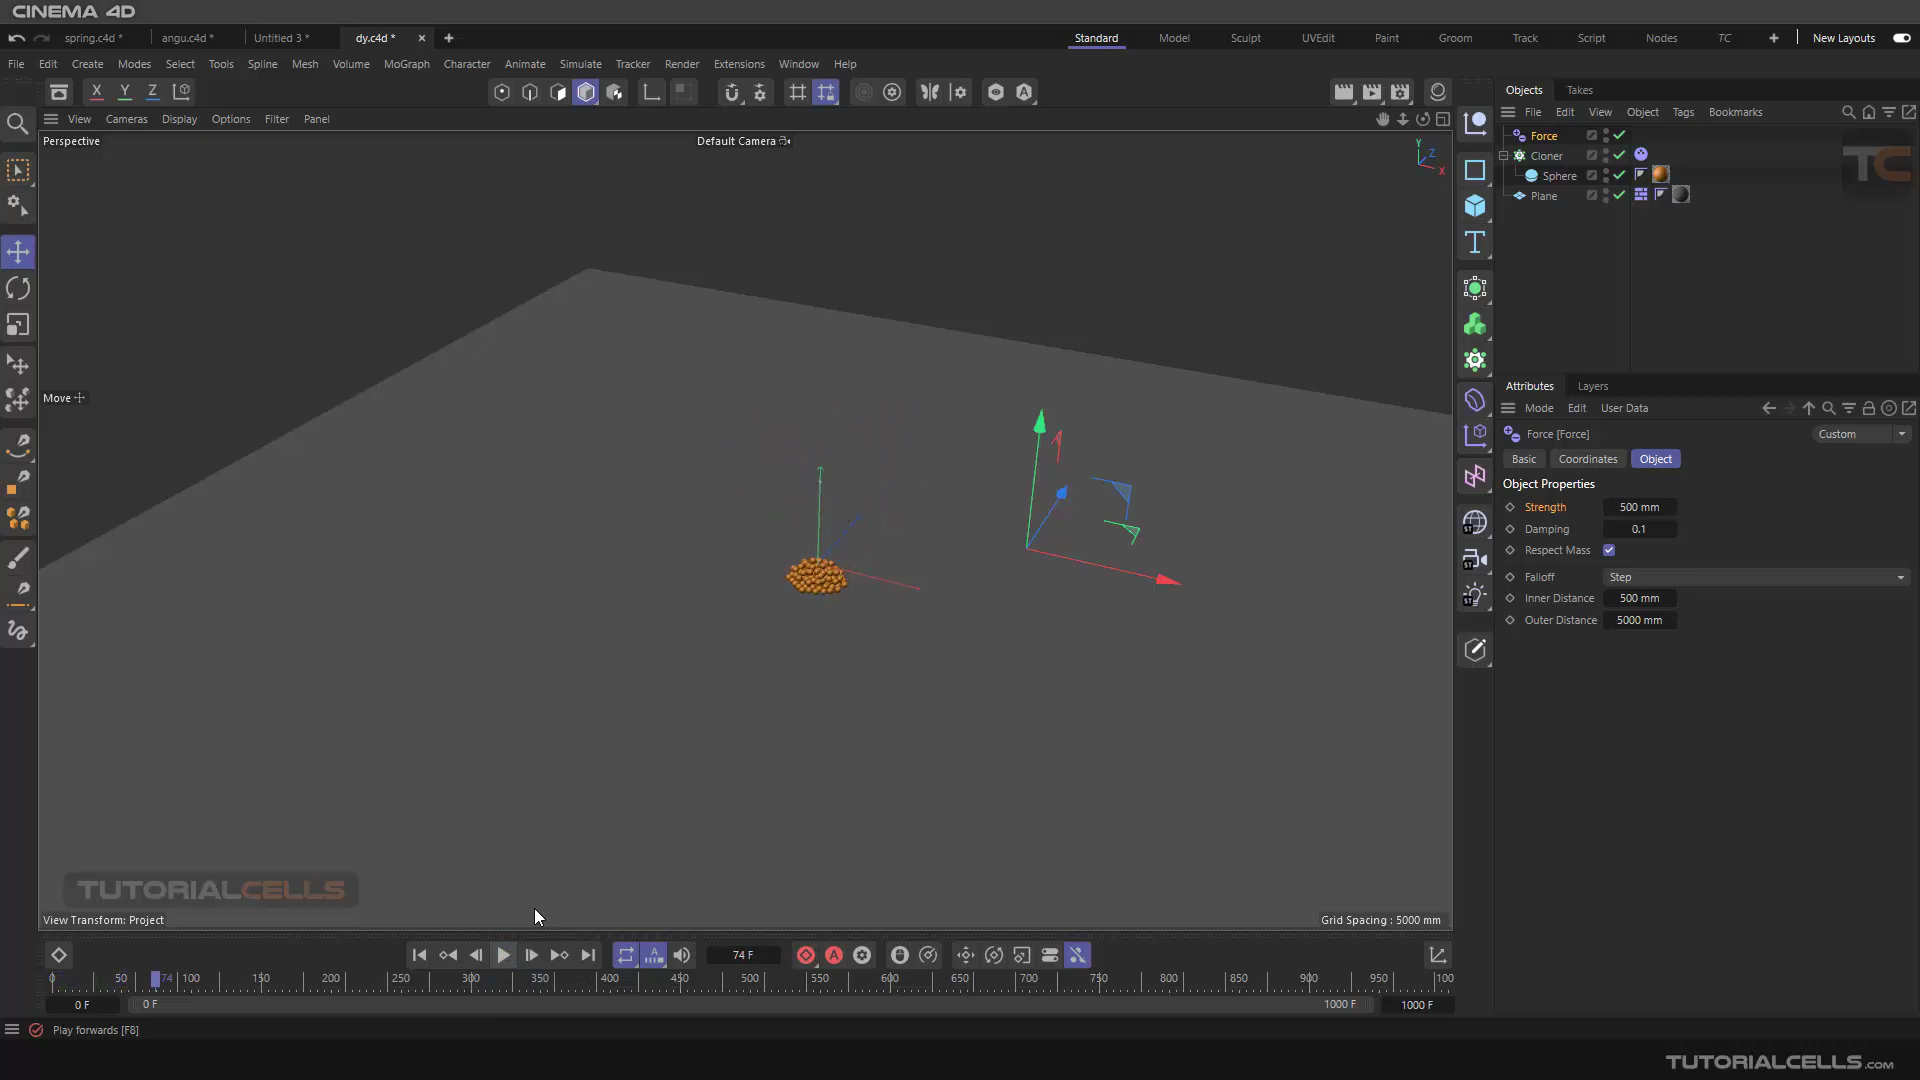 CINEMA 4D
spring.c4d *
angu.c4d *
Untitled 3 *
dy.c4d *
Standard
Model
Sculpt
UVEdit
Paint
Groom
Track
Script
Nodes
TC
New Layouts
File Edit Create Modes Select Tools Spline Mesh Volume MoGraph Character Animate Simulate Tracker Render Extensions Window Help
X Y Z
View Cameras Display Options Filter Panel
Perspective
Default Camera
Y
Z
X
Move
TUTORIALCELLS
View Transform: Project
Grid Spacing : 5000 mm
Objects Takes
File Edit View Object Tags Bookmarks
Force
Cloner
Sphere
Plane
TC
Attributes Layers
Mode Edit User Data
Force [Force]
Custom
Basic Coordinates Object
Object Properties
Strength 500 mm
Damping 0.1
Respect Mass
Falloff Step
Inner Distance 500 mm
Outer Distance 5000 mm
74 F
0 50 74 100 150 200 250 300 350 400 450 500 550 600 650 700 750 800 850 900 950 100
0 F
0 F
1000 F
1000 F
Play forwards [F8]
TUTORIALCELLS.com